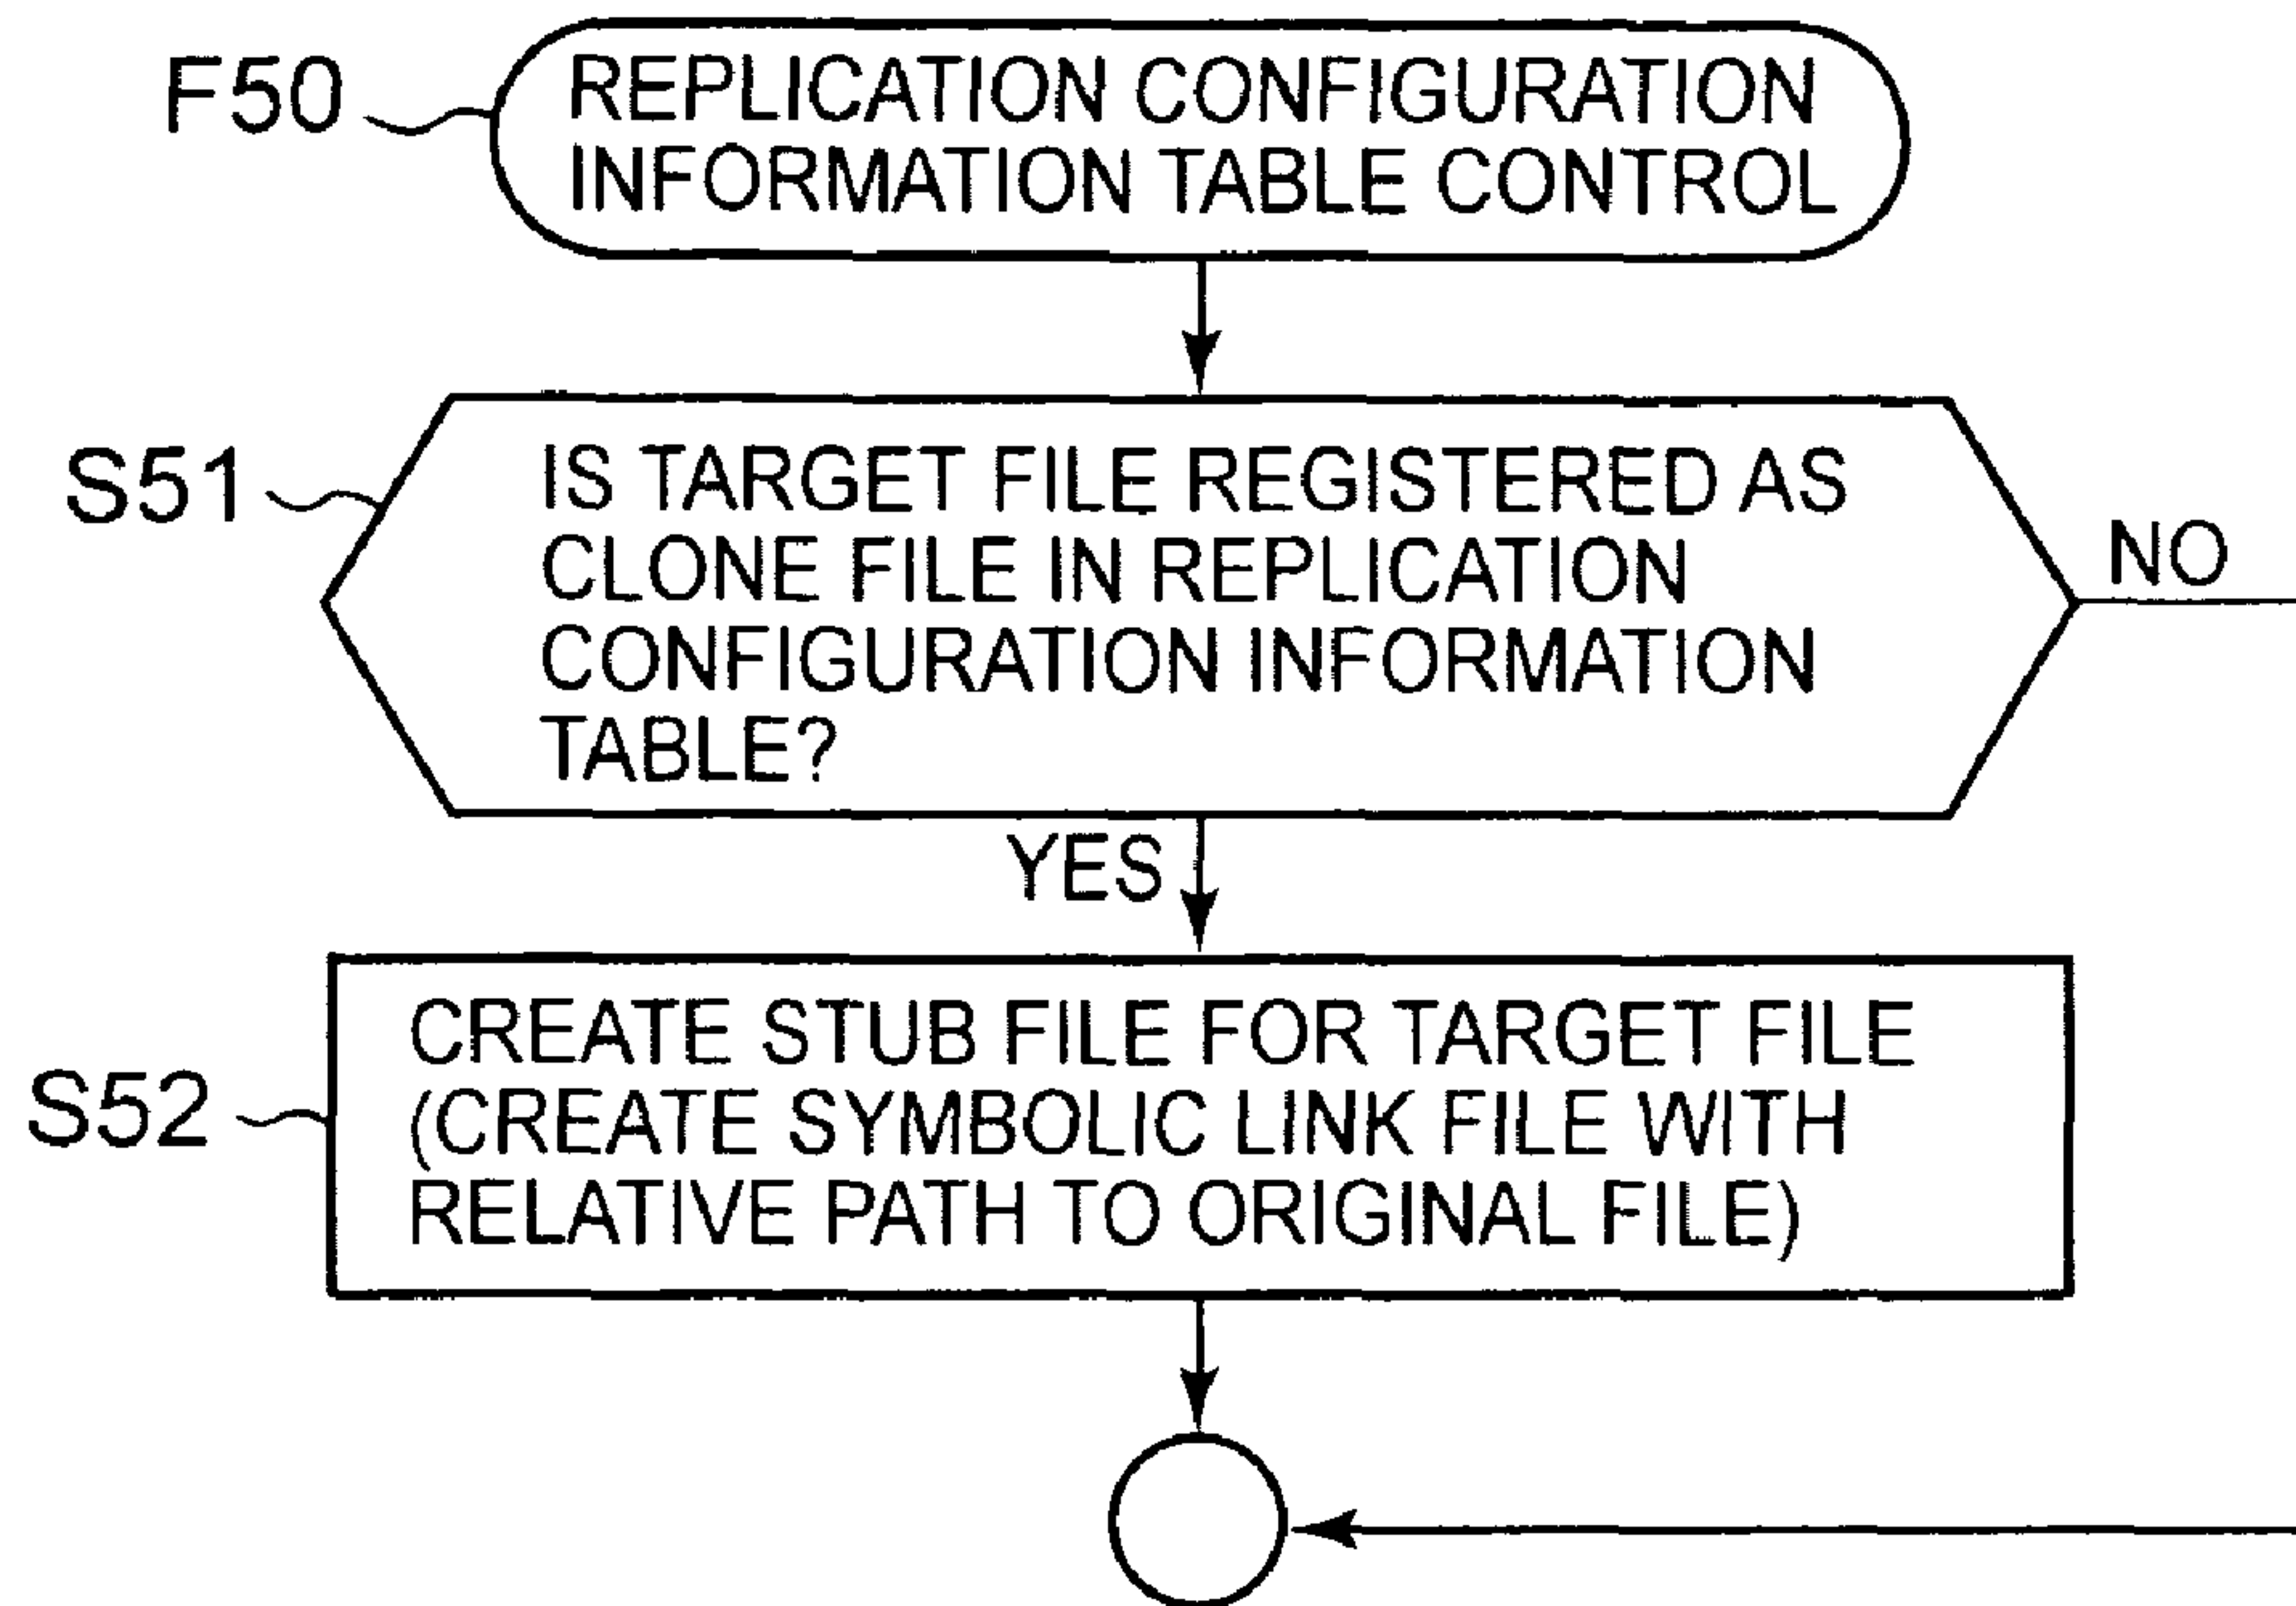 F50
REPLICATION CONFIGURATION
INFORMATION TABLE CONTROL
S51
IS TARGET FILE REGISTERED AS
CLONE FILE IN REPLICATION
CONFIGURATION INFORMATION
TABLE?
NO
YES
S52
CREATE STUB FILE FOR TARGET FILE
(CREATE SYMBOLIC LINK FILE WITH
RELATIVE PATH TO ORIGINAL FILE)